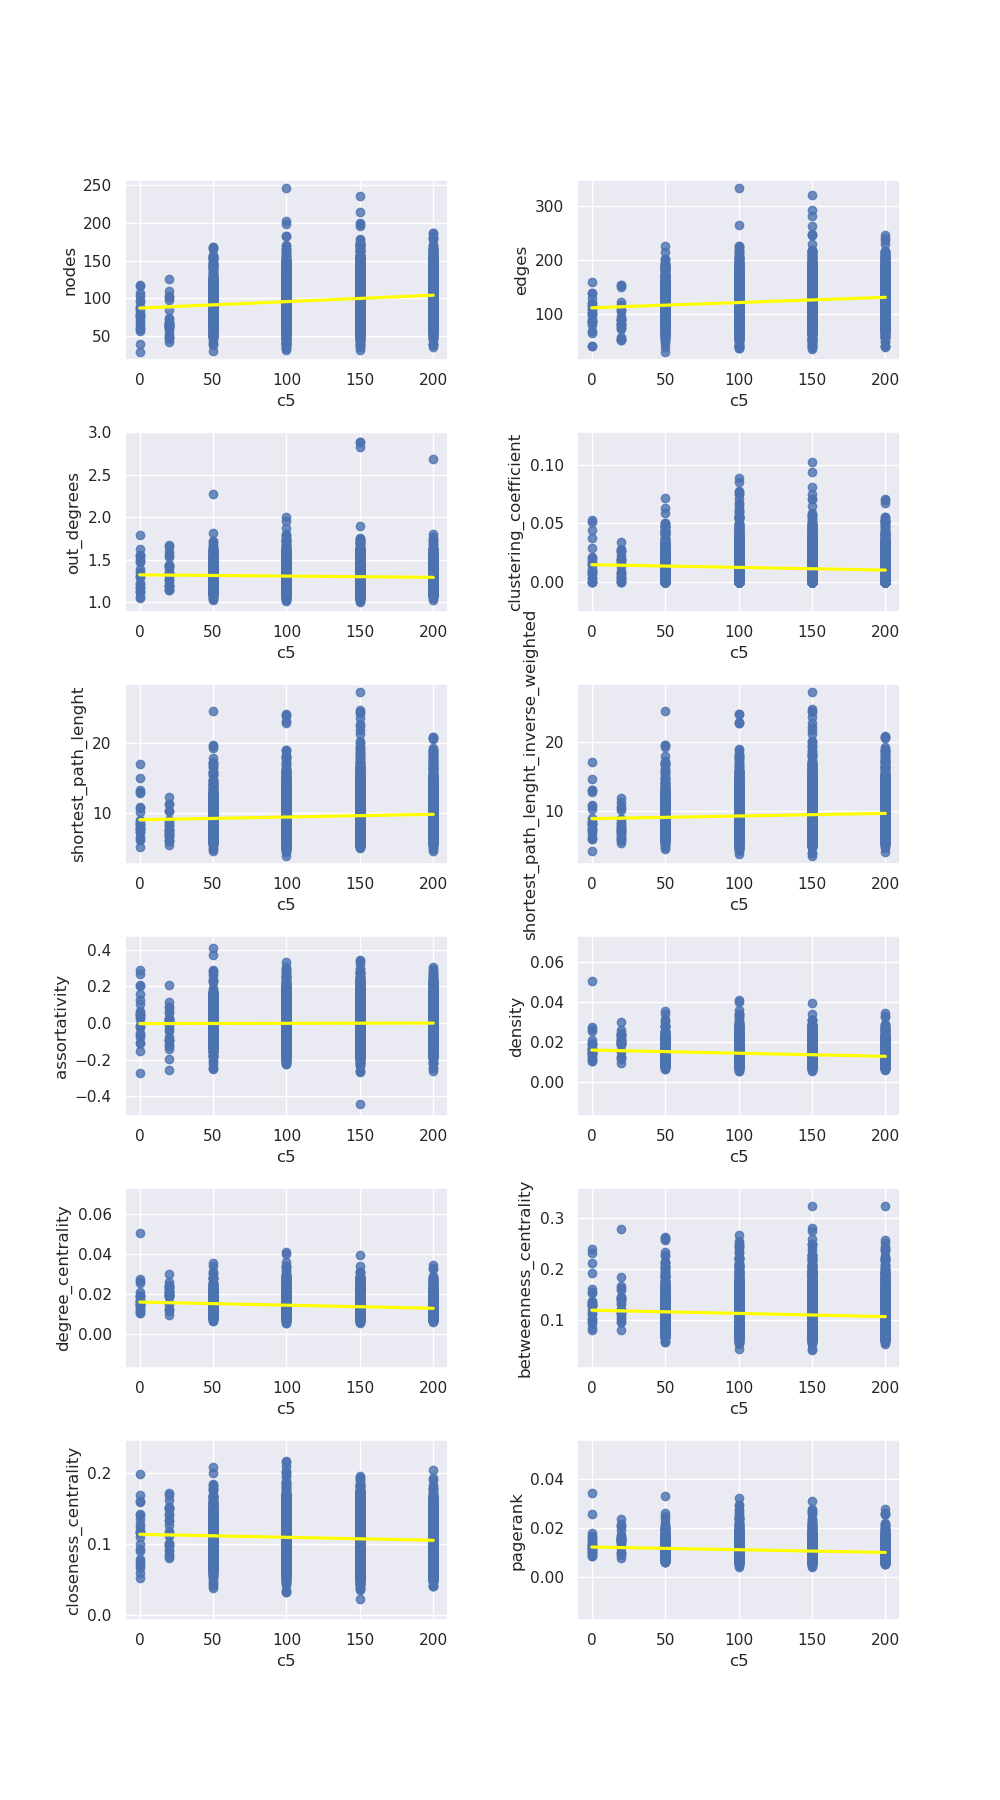 250
200
150
100
50
nodes
0 50 100 150 200
c5
300
200
100
edges
0 50 100 150 200
c5
3.0
2.5
2.0
1.5
1.0
out_degrees
0 50 100 150 200
c5
0.10
0.05
0.00
clustering_coefficient
0 50 100 150 200
c5
20
10
shortest_path_lenght
0 50 100 150 200
c5
20
10
shortest_path_lenght_inverse_weighted
0 50 100 150 200
c5
0.4
0.2
0.0
−0.2
−0.4
assortativity
0 50 100 150 200
c5
0.06
0.04
0.02
0.00
density
0 50 100 150 200
c5
0.06
0.04
0.02
0.00
degree_centrality
0 50 100 150 200
c5
0.3
0.2
0.1
betweenness_centrality
0 50 100 150 200
c5
0.2
0.1
0.0
closeness_centrality
0 50 100 150 200
c5
0.04
0.02
0.00
pagerank
0 50 100 150 200
c5